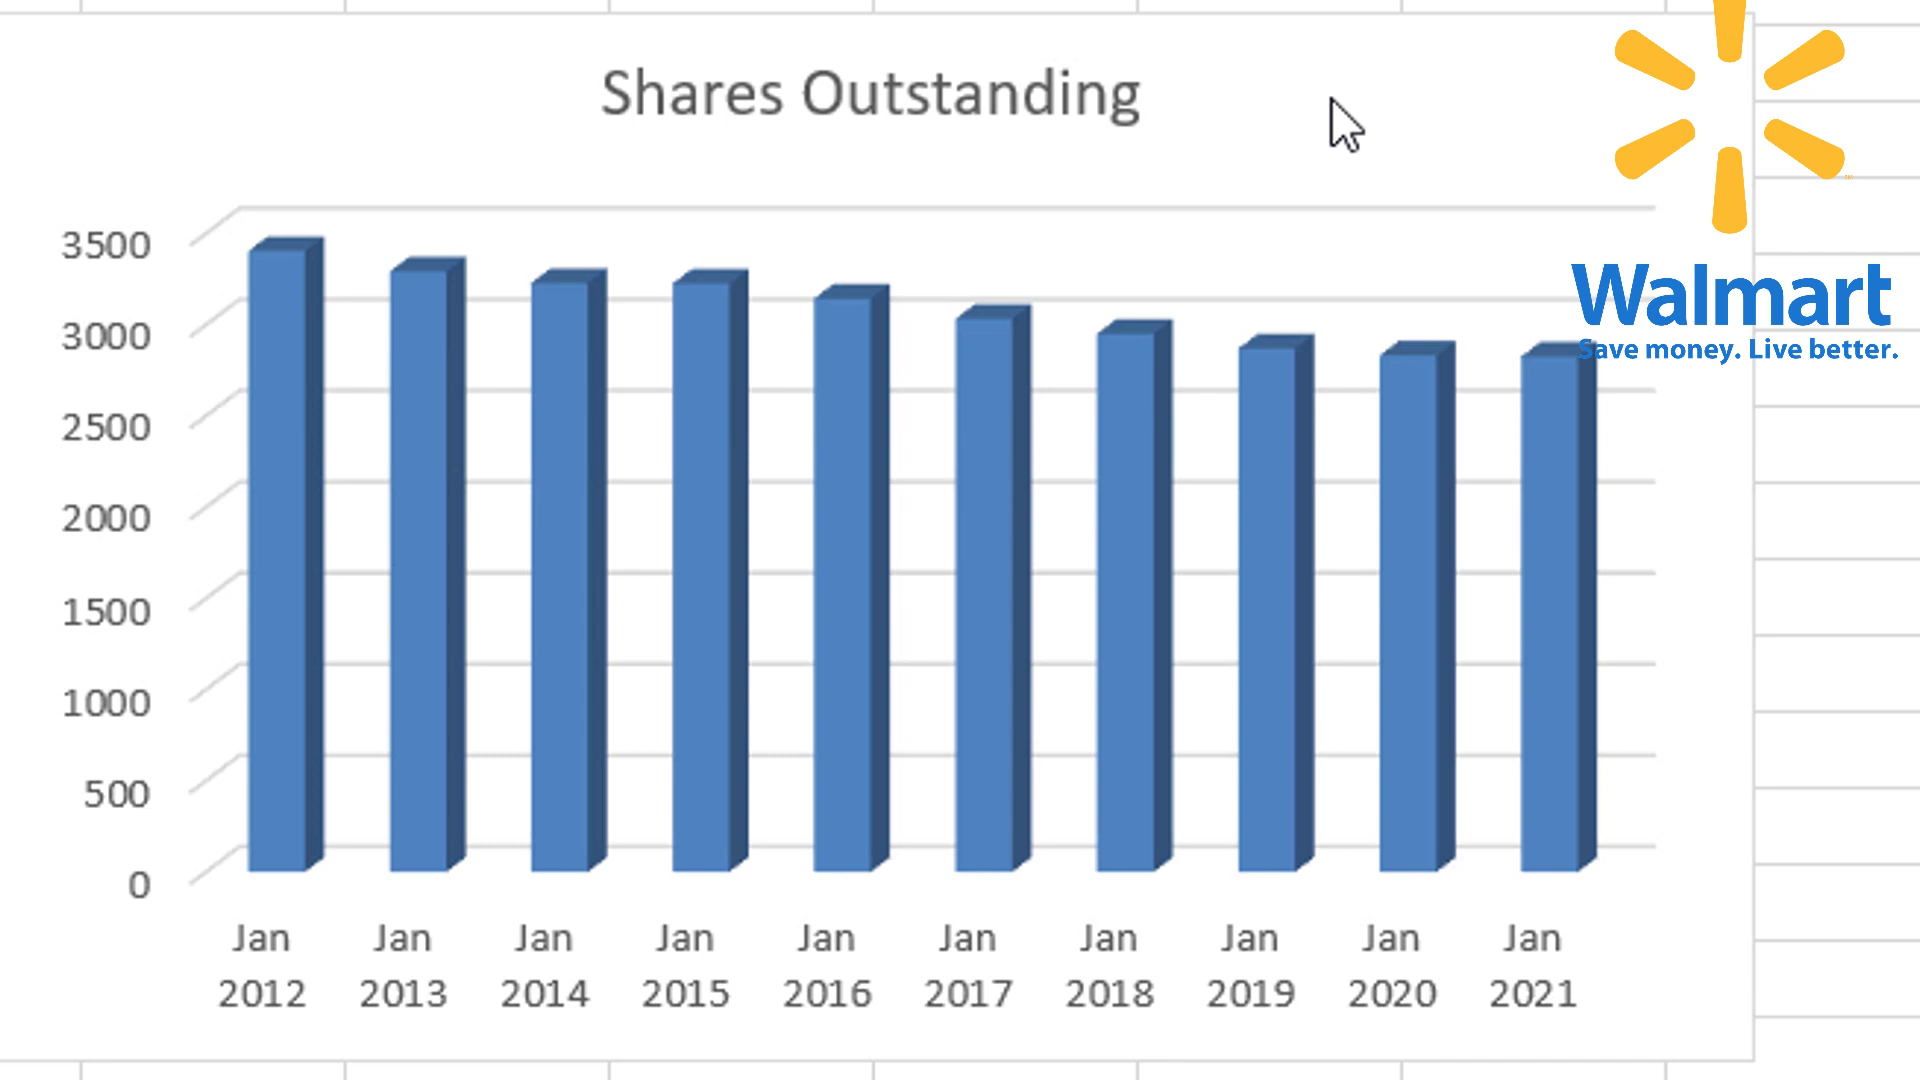 Shares Outstanding
Walmart
Save money. Live better.
3500
3000
2500
2000
1500
1000
500
0
Jan 2012
Jan 2013
Jan 2014
Jan 2015
Jan 2016
Jan 2017
Jan 2018
Jan 2019
Jan 2020
Jan 2021